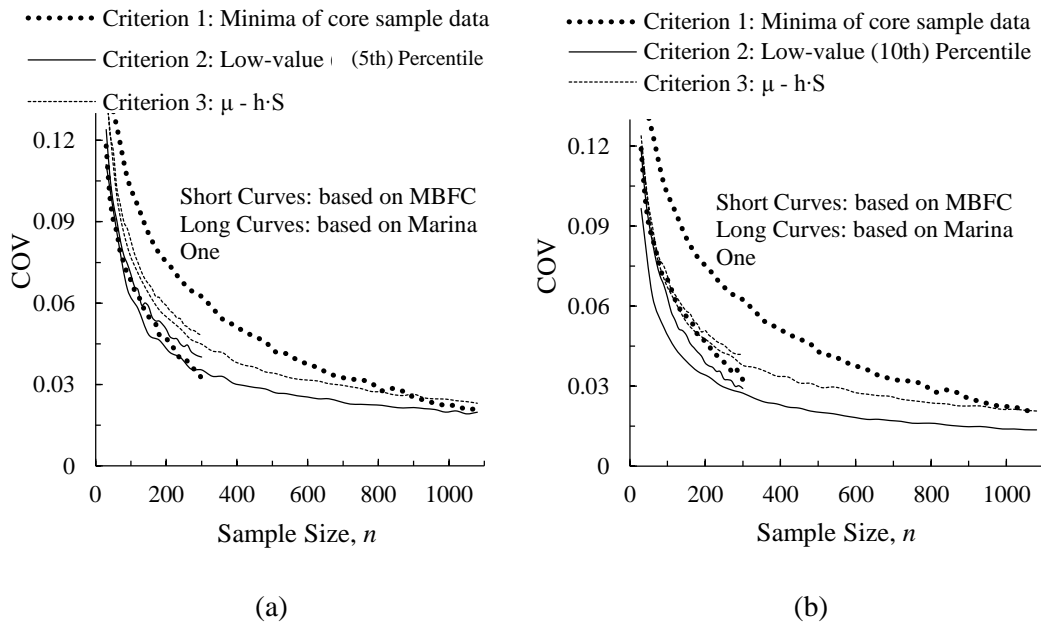 Criterion 1: Minima of core sample data
Criterion 2: Low-value ( (5th) Percentile
Criterion 3: μ - h·S
0.12
0.09
0.06
0.03
0
COV
Short Curves: based on MBFC
Long Curves: based on Marina
One
0 200 400 600 800 1000
Sample Size, n
(a)
Criterion 1: Minima of core sample data
Criterion 2: Low-value (10th) Percentile
Criterion 3: μ - h·S
0.12
0.09
0.06
0.03
0
COV
Short Curves: based on MBFC
Long Curves: based on Marina
One
0 200 400 600 800 1000
Sample Size, n
(b)